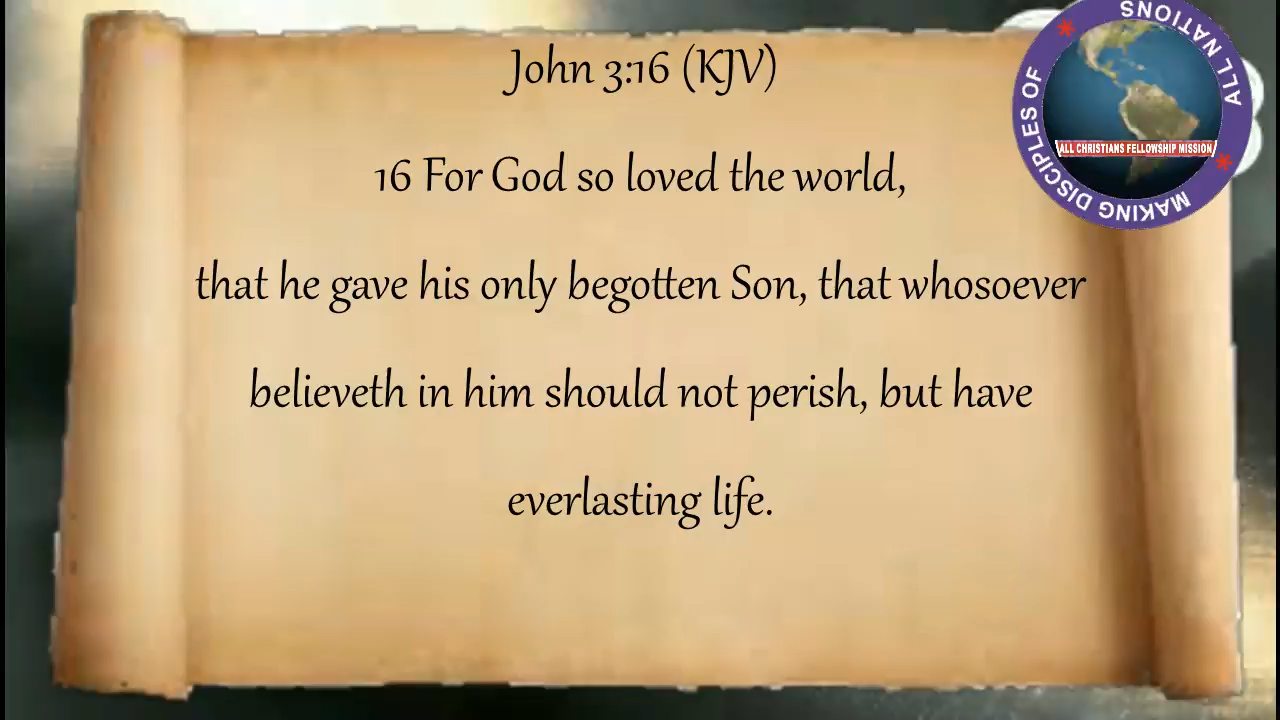 John 3:16 (KJV)
16 For God so loved the world,
that he gave his only begotten Son, that whosoever
believeth in him should not perish, but have
everlasting life.
MAKING DISCIPLES OF ALL NATIONS
ALL CHRISTIANS FELLOWSHIP MISSION